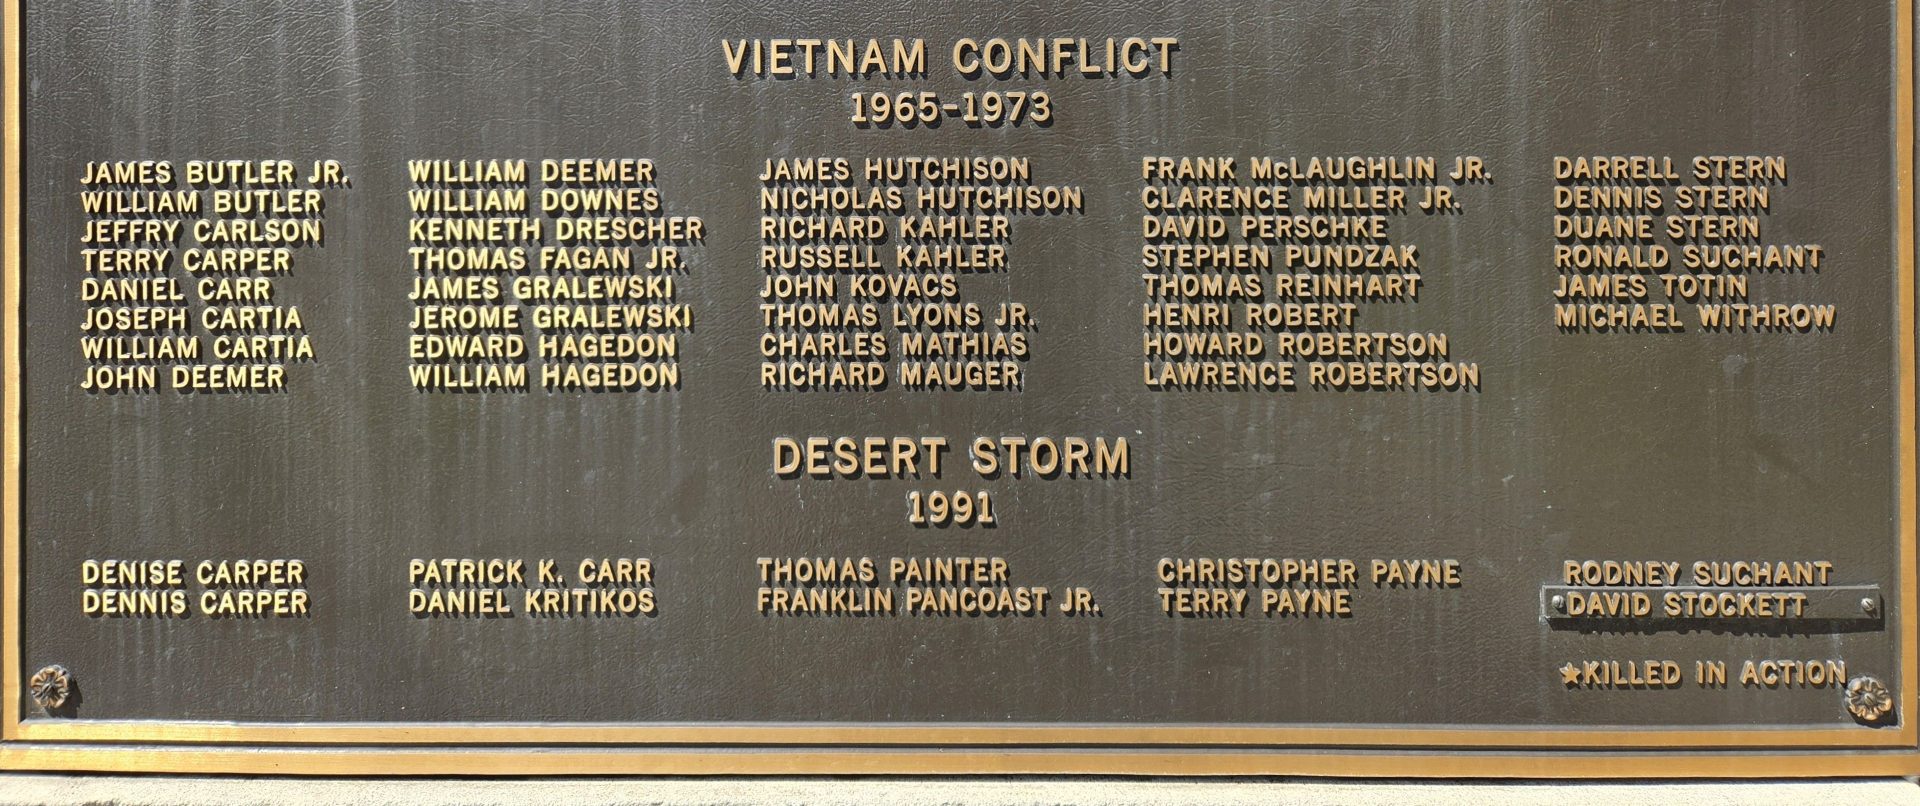 VIETNAM CONFLICT
1965-1973
JAMES BUTLER JR.
WILLIAM BUTLER
JEFFRY CARLSON
TERRY CARPER
DANIEL CARR
JOSEPH CARTIA
WILLIAM CARTIA
JOHN DEEMER
WILLIAM DEEMER
WILLIAM DOWNES
KENNETH DRESCHER
THOMAS FAGAN JR.
JAMES GRALEWSKI
JEROME GRALEWSKI
EDWARD HAGEDON
WILLIAM HAGEDON
JAMES HUTCHISON
NICHOLAS HUTCHISON
RICHARD KAHLER
RUSSELL KAHLER
JOHN KOVACS
THOMAS LYONS JR.
CHARLES MATHIAS
RICHARD MAUGER
FRANK McLAUGHLIN JR.
CLARENCE MILLER JR.
DAVID PERSCHKE
STEPHEN PUNDZAK
THOMAS REINHART
HENRI ROBERT
HOWARD ROBERTSON
LAWRENCE ROBERTSON
DARRELL STERN
DENNIS STERN
DUANE STERN
RONALD SUCHANT
JAMES TOTIN
MICHAEL WITHROW
DESERT STORM
1991
DENISE CARPER
DENNIS CARPER
PATRICK K. CARR
DANIEL KRITIKOS
THOMAS PAINTER
FRANKLIN PANCOAST JR.
CHRISTOPHER PAYNE
TERRY PAYNE
RODNEY SUCHANT
DAVID STOCKETT
★KILLED IN ACTION